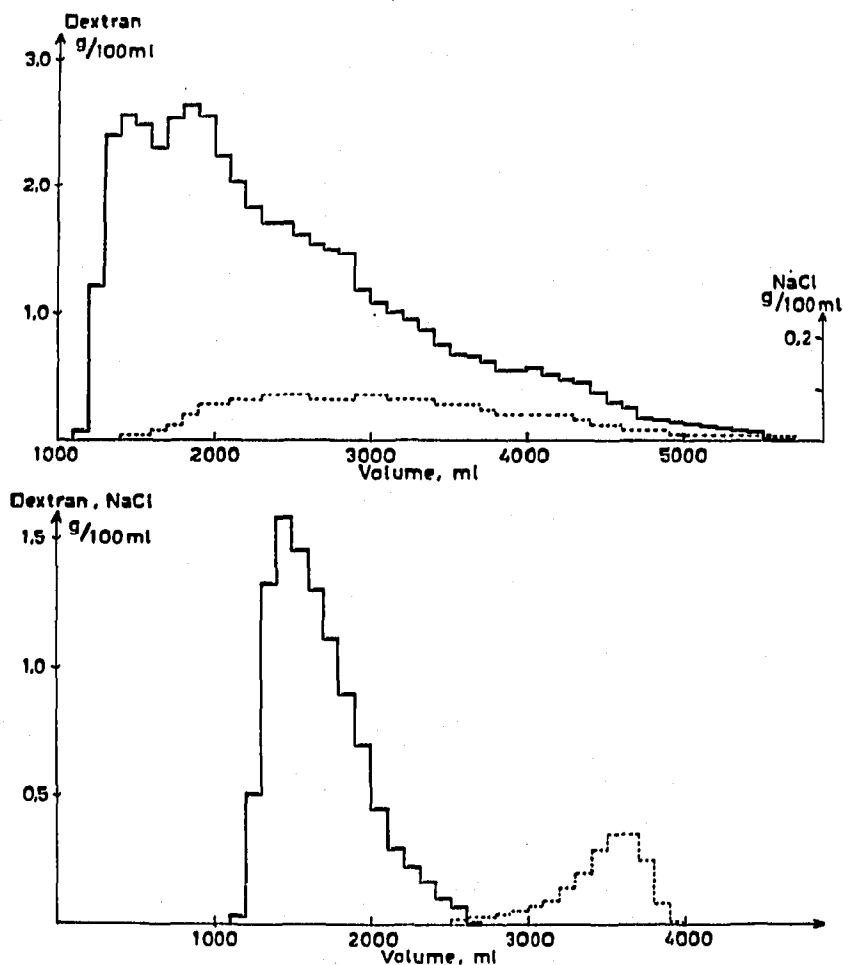 Dextran
g/100ml
3,0
2,0
1,0
NaCl
g/100ml
0,2
1000 2000 3000 4000 5000
Volume, ml
Dextran, NaCl
g/100ml
1,5
1,0
0,5
1000 2000 3000 4000
Volume, ml